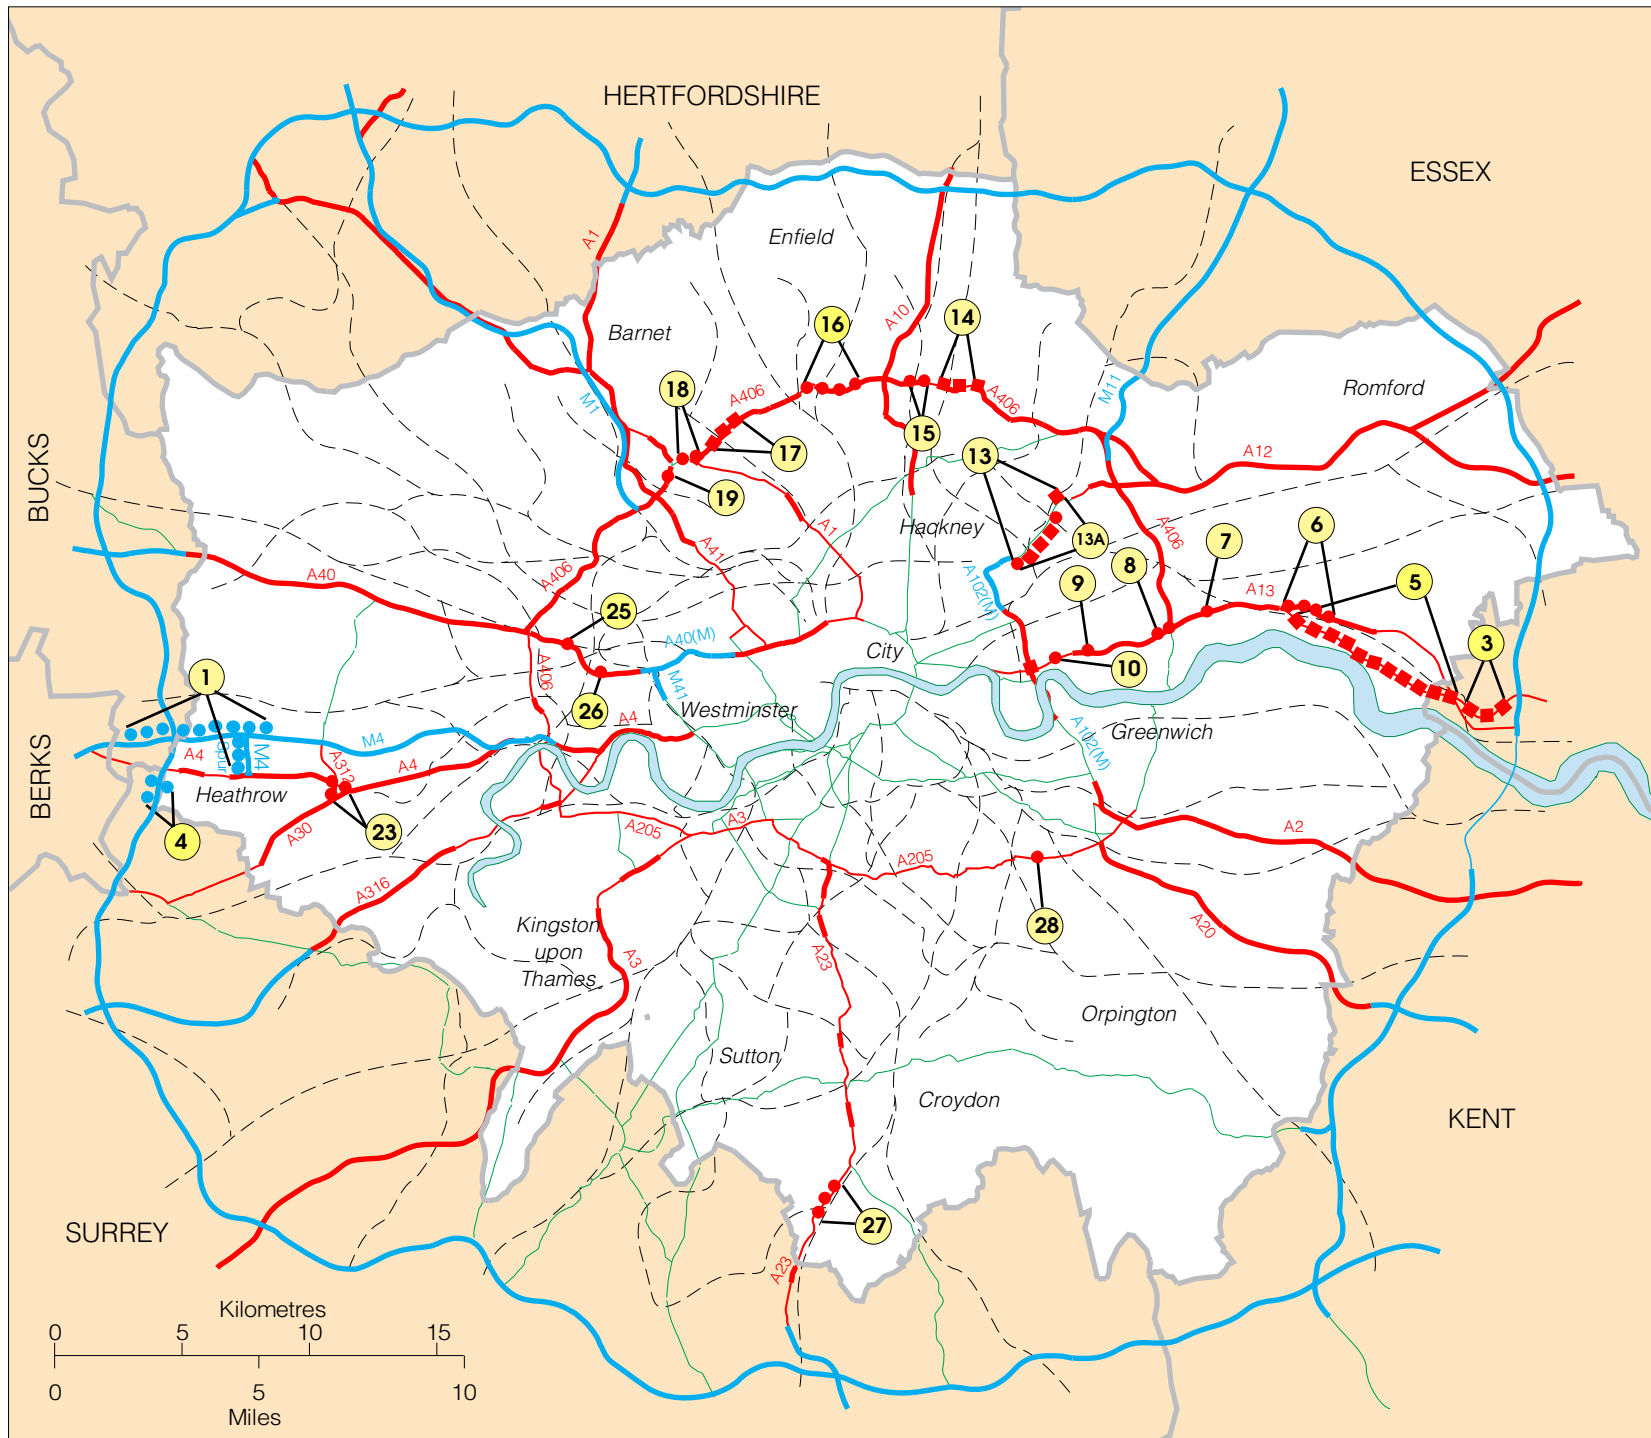 HERTFORDSHIRE
ESSEX
Enfield
A1
Barnet
16
A10
14
18
A406
M1
M11
A406
Romford
15
17
13
A12
BUCKS
19
A1
Hackney
A406
6
7
13A
A41
8
9
A406
5
A40
A102(M)
A13
25
A40(M)
City
3
1
A406
M41
10
26
A4
Westminster
BERKS
M4
A4
Spur
M4
A312
A4
A102(M)
Greenwich
Heathrow
4
A30
23
A205
A3
A2
A205
A316
28
A20
Kingston
upon
Thames
A3
A23
Orpington
Sutton
Croydon
KENT
SURREY
27
A23
Kilometres
0 5 10 15
0 5 10
Miles